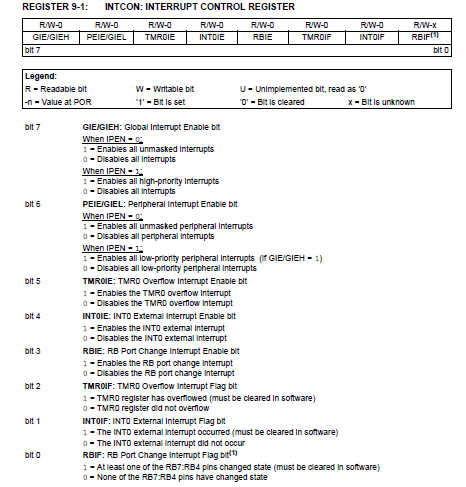 REGISTER 9-1: INTCON: INTERRUPT CONTROL REGISTER
R/W-0 R/W-0 R/W-0 R/W-0 R/W-0 R/W-0 R/W-0 R/W-x
GIE/GIEH PEIE/GIEL TMR0IE INT0IE RBIE TMR0IF INT0IF RBIF(1)
bit 7 bit 0
Legend:
R = Readable bit W = Writable bit U = Unimplemented bit, read as '0'
-n = Value at POR '1' = Bit is set '0' = Bit is cleared x = Bit is unknown
bit 7 GIE/GIEH: Global Interrupt Enable bit
When IPEN = 0:
1 = Enables all unmasked interrupts
0 = Disables all interrupts
When IPEN = 1:
1 = Enables all high-priority interrupts
0 = Disables all interrupts
bit 6 PEIE/GIEL: Peripheral Interrupt Enable bit
When IPEN = 0:
1 = Enables all unmasked peripheral interrupts
0 = Disables all peripheral interrupts
When IPEN = 1:
1 = Enables all low-priority peripheral interrupts (if GIE/GIEH = 1)
0 = Disables all low-priority peripheral interrupts
bit 5 TMR0IE: TMR0 Overflow Interrupt Enable bit
1 = Enables the TMR0 overflow interrupt
0 = Disables the TMR0 overflow interrupt
bit 4 INT0IE: INT0 External Interrupt Enable bit
1 = Enables the INT0 external interrupt
0 = Disables the INT0 external interrupt
bit 3 RBIE: RB Port Change Interrupt Enable bit
1 = Enables the RB port change interrupt
0 = Disables the RB port change interrupt
bit 2 TMR0IF: TMR0 Overflow Interrupt Flag bit
1 = TMR0 register has overflowed (must be cleared in software)
0 = TMR0 register did not overflow
bit 1 INT0IF: INT0 External Interrupt Flag bit
1 = The INT0 external interrupt occurred (must be cleared in software)
0 = The INT0 external interrupt did not occur
bit 0 RBIF: RB Port Change Interrupt Flag bit(1)
1 = At least one of the RB7:RB4 pins changed state (must be cleared in software)
0 = None of the RB7:RB4 pins have changed state